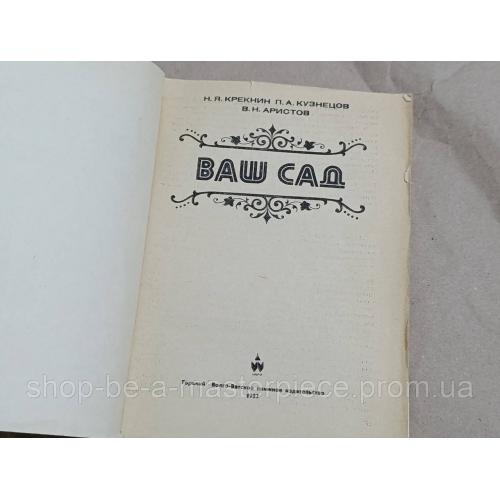 Н. Я. КРЕКНИН П. А. КУЗНЕЦОВ
В. Н. АРИСТОВ
ВАШ САД
Горький Волго-Вятское книжное издательство
shop-be-a-masterpiece.prom.ua